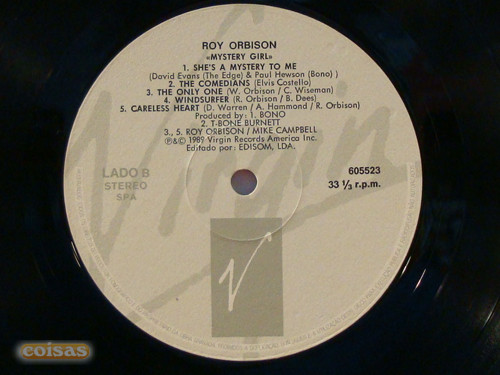 ROY ORBISON
«MYSTERY GIRL»
1. SHE'S A MYSTERY TO ME
(David Evans (The Edge) & Paul Hewson (Bono) )
2. THE COMEDIANS (Elvis Costello)
3. THE ONLY ONE (W. Orbison / C. Wiseman)
4. WINDSURFER (R. Orbison / B. Dees)
5. CARELESS HEART (D. Warren / A. Hammond / R. Orbison)
Produced by: 1. BONO
2. T-BONE BURNETT
3., 5. ROY ORBISON / MIKE CAMPBELL
℗&© 1989 Virgin Records America Inc.
Editado por: EDISOM, LDA.
LADO B
STEREO
SPA
605523
33 1/3 r.p.m.
Virgin
V
coisas